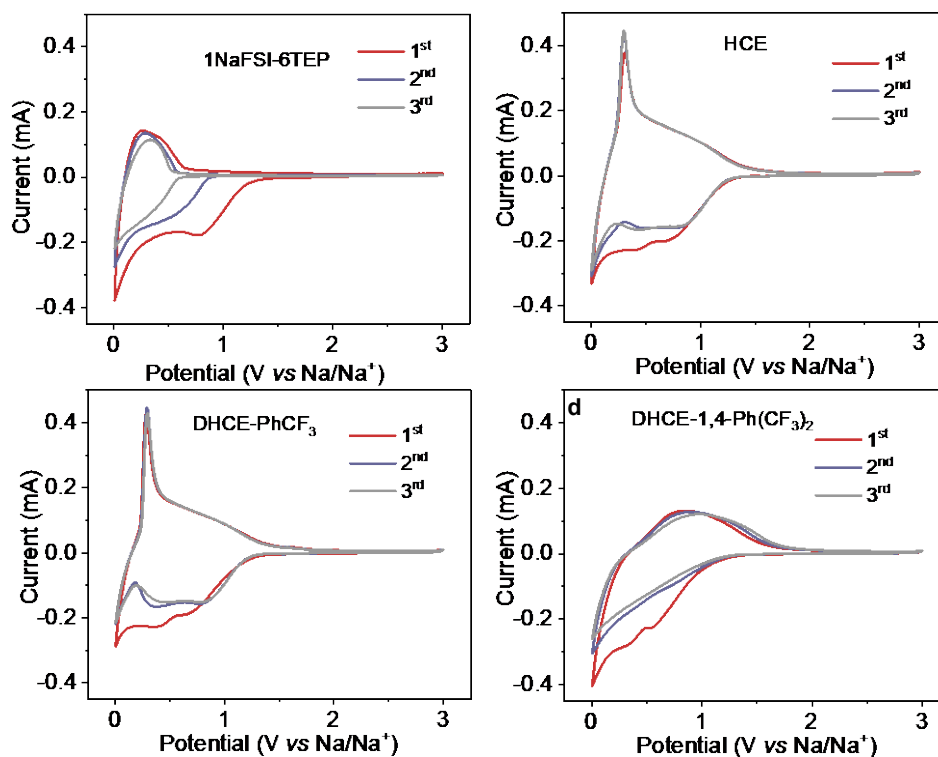 1NaFSI-6TEP
1st
2nd
3rd
0.4
0.2
0.0
-0.2
-0.4
Current (mA)
0 1 2 3
Potential (V vs Na/Na+)
HCE
1st
2nd
3rd
0.4
0.2
0.0
-0.2
-0.4
Current (mA)
0 1 2 3
Potential (V vs Na/Na+)
DHCE-PhCF3
1st
2nd
3rd
0.4
0.2
0.0
-0.2
-0.4
Current (mA)
0 1 2 3
Potential (V vs Na/Na+)
d
DHCE-1,4-Ph(CF3)2
1st
2nd
3rd
0.4
0.2
0.0
-0.2
-0.4
Current (mA)
0 1 2 3
Potential (V vs Na/Na+)